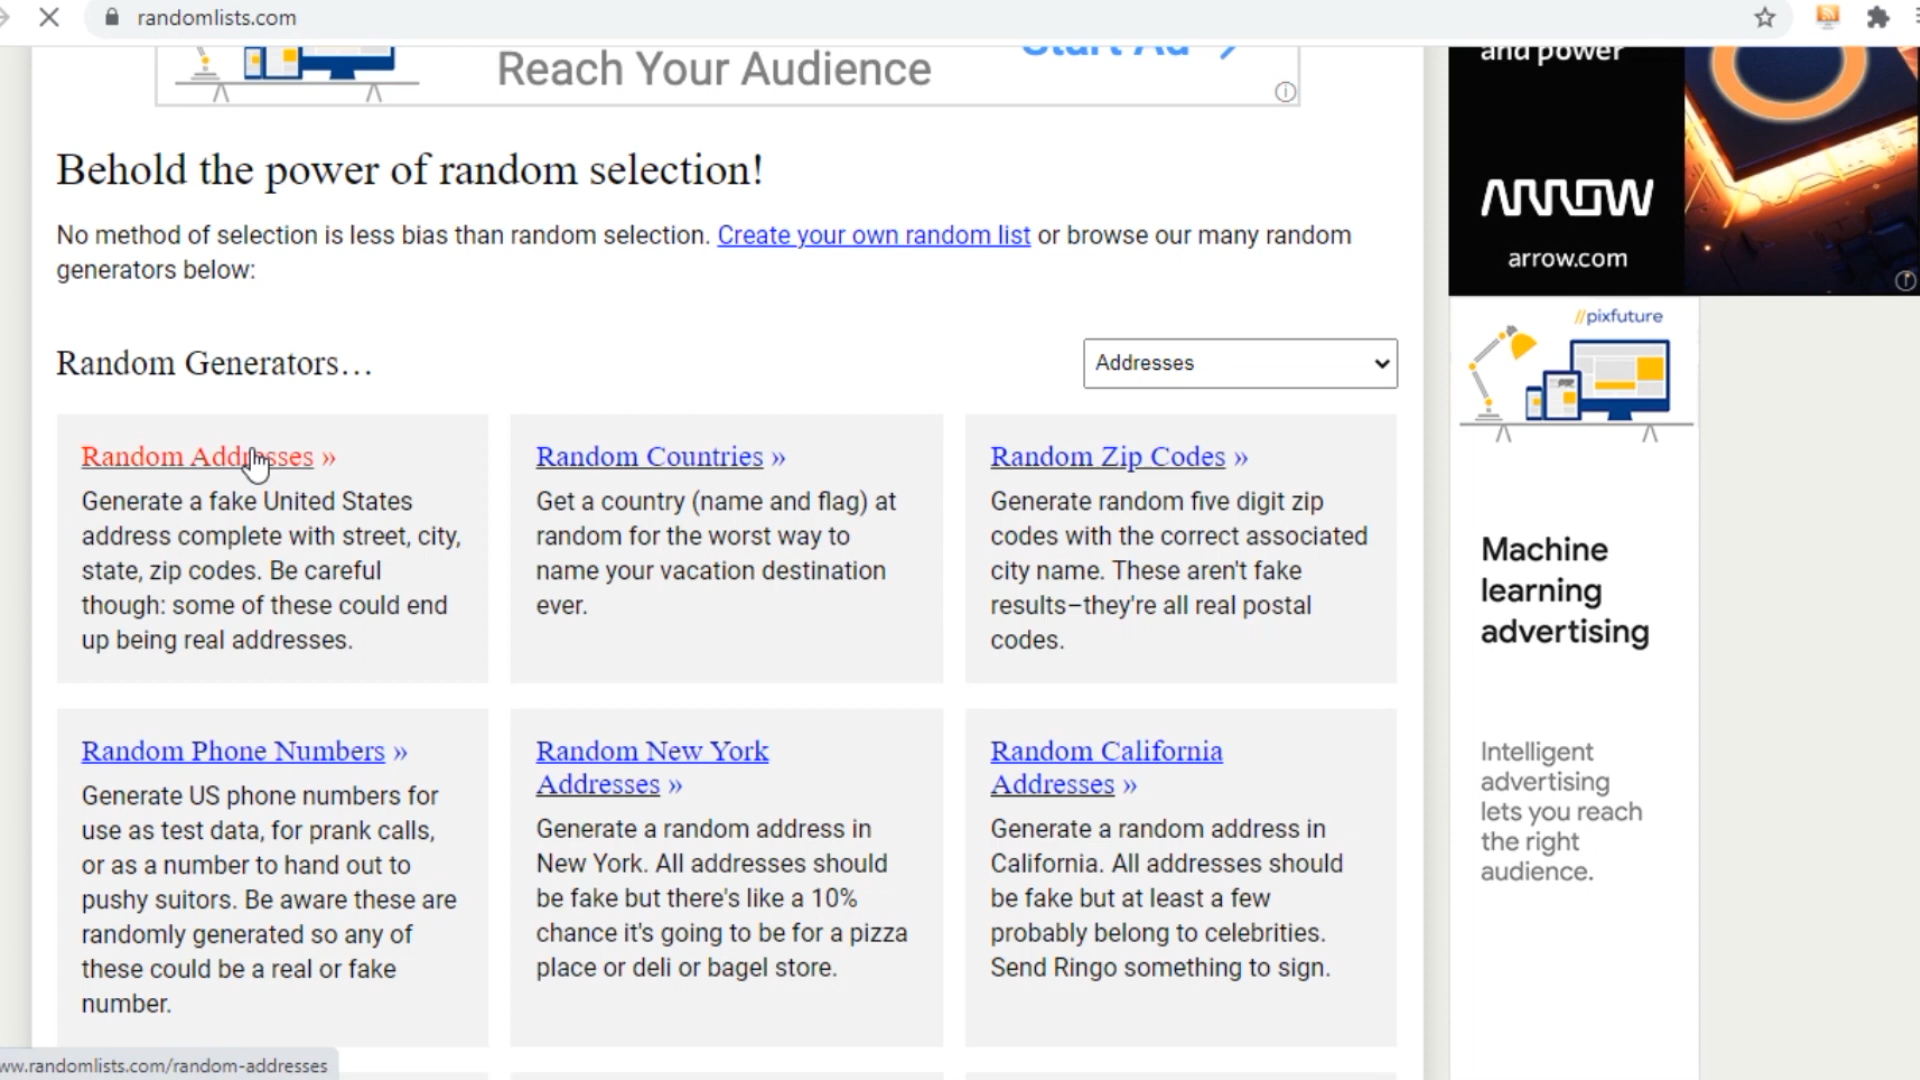 randomlists.com
Reach Your Audience
Start Ad
and power
ARROW
arrow.com
Behold the power of random selection!
No method of selection is less bias than random selection. Create your own random list or browse our many random
generators below:
Random Generators...
Addresses
Random Addresses »
Generate a fake United States
address complete with street, city,
state, zip codes. Be careful
though: some of these could end
up being real addresses.
Random Countries »
Get a country (name and flag) at
random for the worst way to
name your vacation destination
ever.
Random Zip Codes »
Generate random five digit zip
codes with the correct associated
city name. These aren't fake
results–they're all real postal
codes.
Random Phone Numbers »
Generate US phone numbers for
use as test data, for prank calls,
or as a number to hand out to
pushy suitors. Be aware these are
randomly generated so any of
these could be a real or fake
number.
Random New York
Addresses »
Generate a random address in
New York. All addresses should
be fake but there's like a 10%
chance it's going to be for a pizza
place or deli or bagel store.
Random California
Addresses »
Generate a random address in
California. All addresses should
be fake but at least a few
probably belong to celebrities.
Send Ringo something to sign.
//pixfuture
Machine
learning
advertising
Intelligent
advertising
lets you reach
the right
audience.
ww.randomlists.com/random-addresses